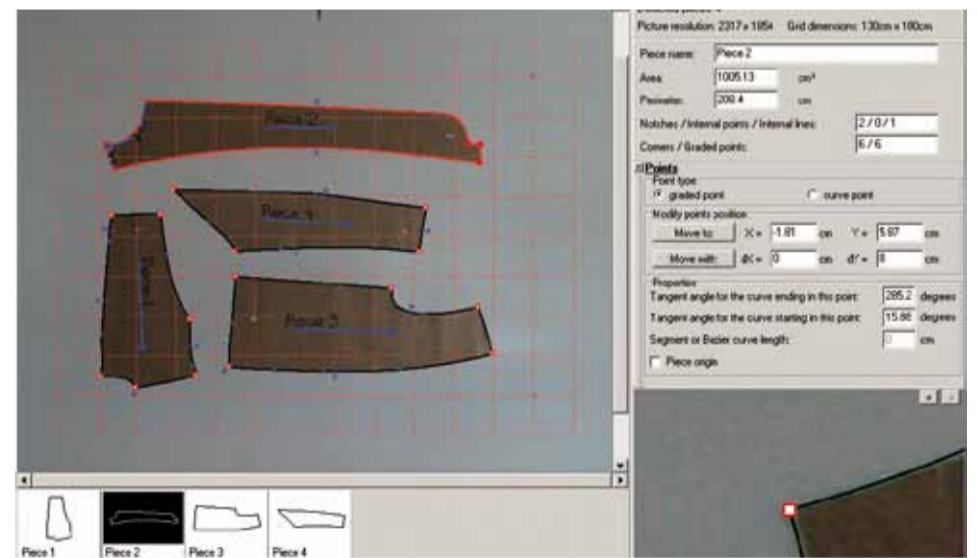 Picture resolution: 2317 x 1854 Grid dimensions: 130cm x 180cm
Piece name: Piece 2
Area: 1005.13 cm²
Perimeter: 208.4 cm
Notches / Internal points / Internal lines: 2 / 0 / 1
Corners / Graded points: 6 / 6
Points
Point type
graded point curve point
Modify points position
Move to: X = -1.81 cm Y = 5.87 cm
Move with: dX = 0 cm dY = 0 cm
Properties
Tangent angle for the curve ending in this point: 285.2 degrees
Tangent angle for the curve starting in this point: 15.88 degrees
Segment or Bezier curve length: 0 cm
Piece origin
Piece 2
Piece 4
Piece 1
Piece 3
Piece 1 Piece 2 Piece 3 Piece 4